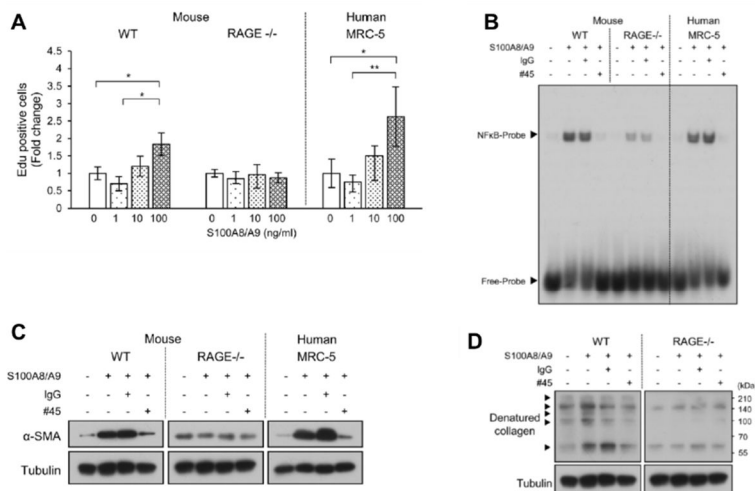 A
Mouse
Human
WT
RAGE -/-
MRC-5
Edu positive cells
(Fold change)
4.5
4
3.5
3
2.5
2
1.5
1
0.5
0
*
*
*
**
0 1 10 100
0 1 10 100
0 1 10 100
S100A8/A9 (ng/ml)
B
Mouse
Human
WT
RAGE-/-
MRC-5
S100A8/A9 - + + + - + + + - + + +
IgG + + +
#45 + + +
NFκB-Probe
Free-Probe
C
Mouse
Human
WT
RAGE-/-
MRC-5
S100A8/A9 - + + + - + + + - + + +
IgG + + +
#45 + + +
α-SMA
Tubulin
D
WT
RAGE-/-
S100A8/A9 - + + + - + + +
IgG + +
#45 + +
(kDa)
Denatured
collagen
210
140
100
70
55
Tubulin